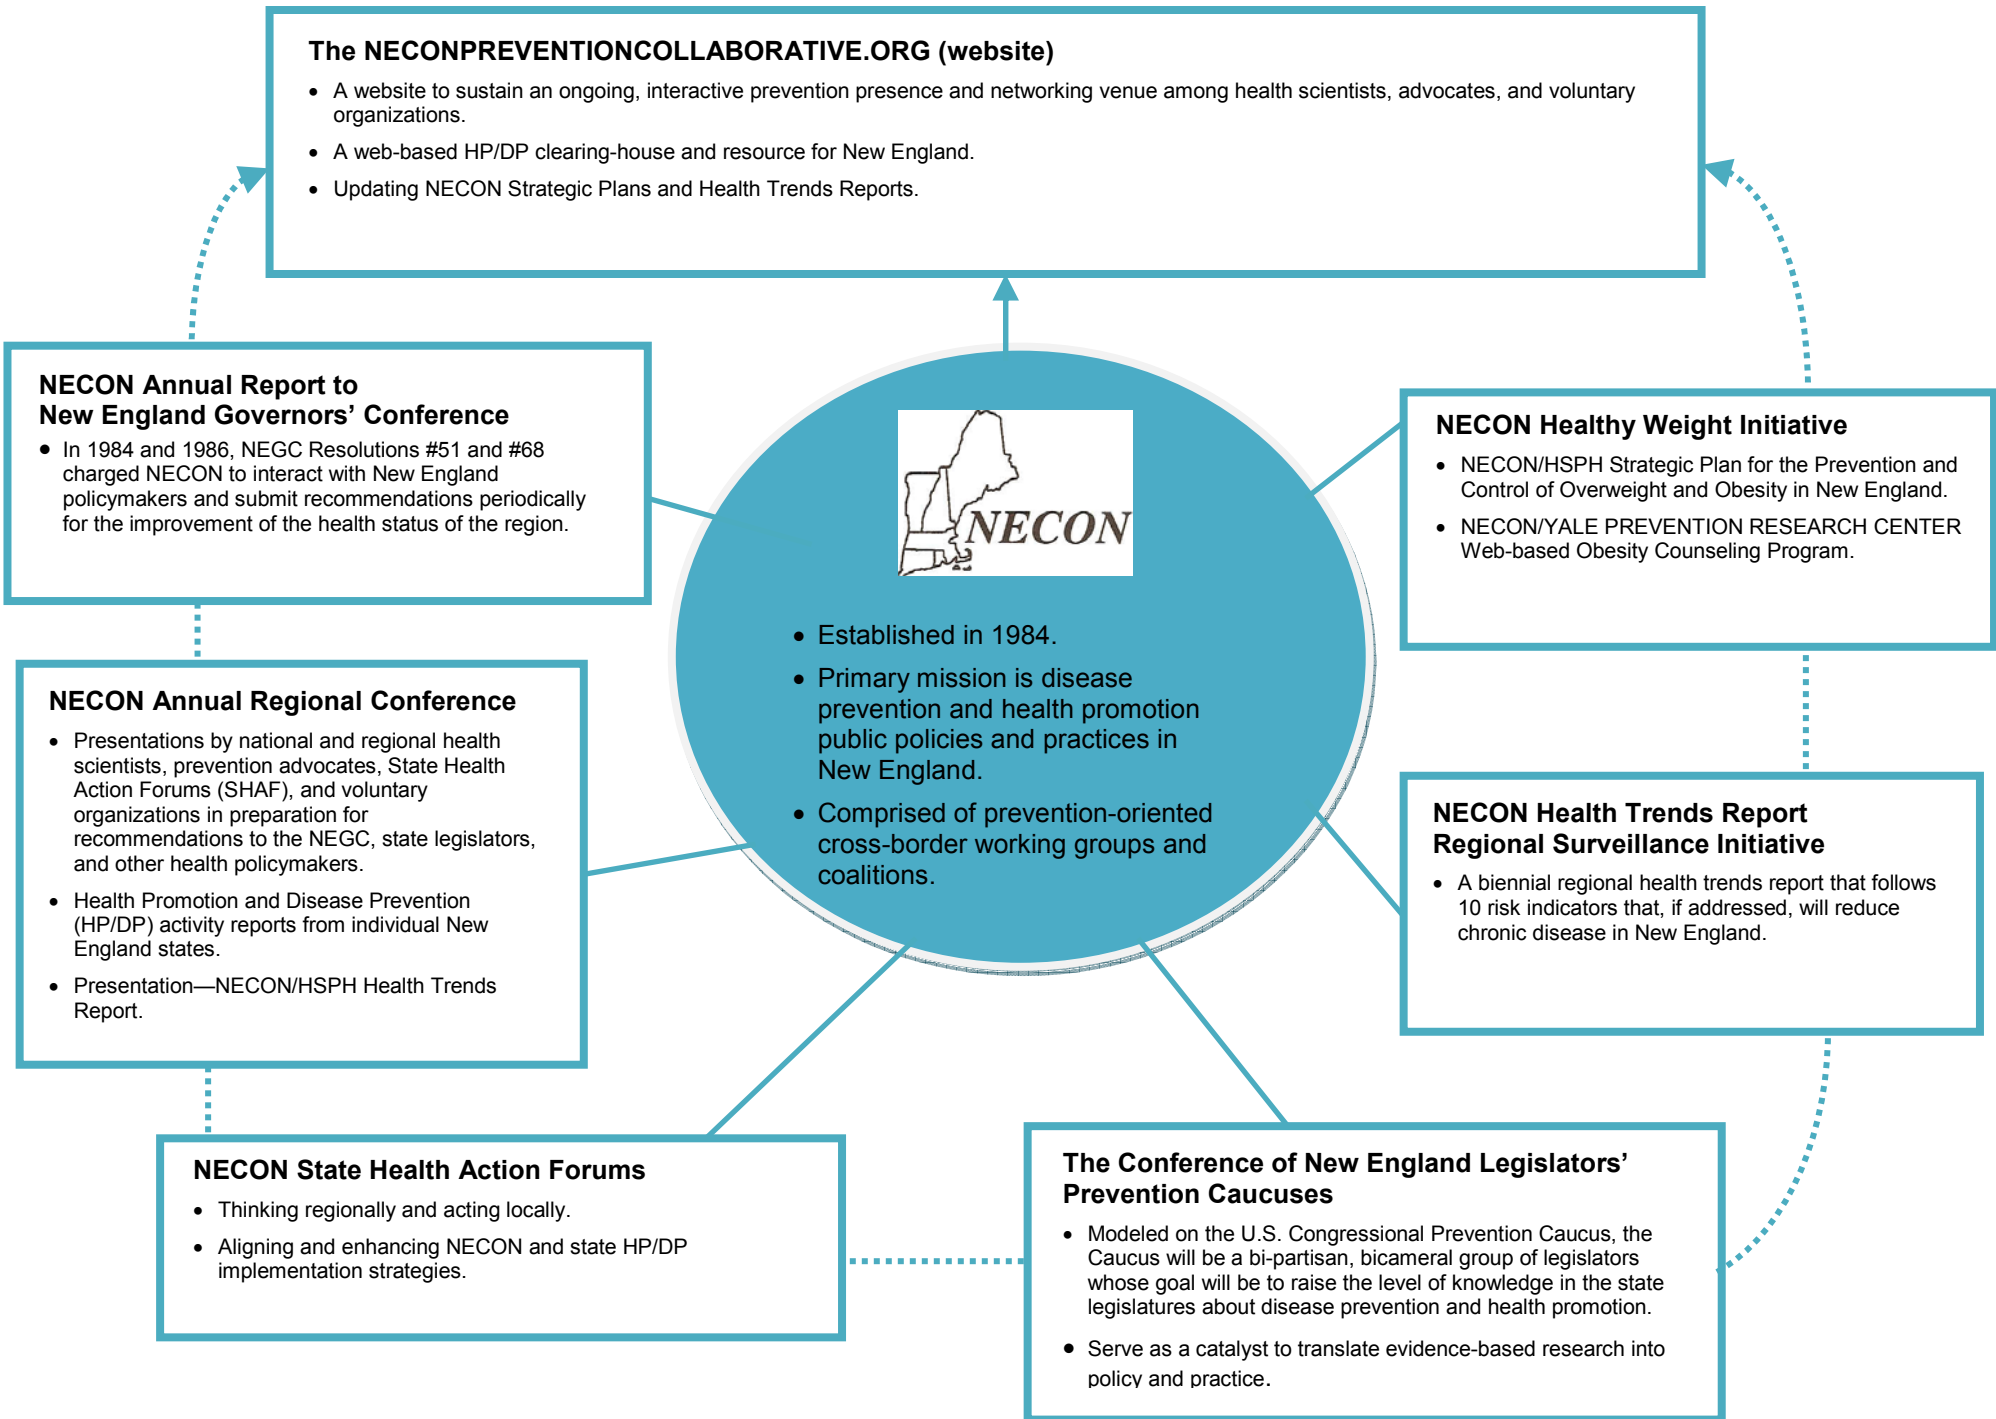 The NECONPREVENTIONCOLLABORATIVE.ORG (website)
• A website to sustain an ongoing, interactive prevention presence and networking venue among health scientists, advocates, and voluntary
organizations.
• A web-based HP/DP clearing-house and resource for New England.
• Updating NECON Strategic Plans and Health Trends Reports.
NECON Annual Report to
New England Governors’ Conference
• In 1984 and 1986, NEGC Resolutions #51 and #68
charged NECON to interact with New England
policymakers and submit recommendations periodically
for the improvement of the health status of the region.
NECON
• Established in 1984.
• Primary mission is disease
prevention and health promotion
public policies and practices in
New England.
• Comprised of prevention-oriented
cross-border working groups and
coalitions.
NECON Healthy Weight Initiative
• NECON/HSPH Strategic Plan for the Prevention and
Control of Overweight and Obesity in New England.
• NECON/YALE PREVENTION RESEARCH CENTER
Web-based Obesity Counseling Program.
NECON Annual Regional Conference
• Presentations by national and regional health
scientists, prevention advocates, State Health
Action Forums (SHAF), and voluntary
organizations in preparation for
recommendations to the NEGC, state legislators,
and other health policymakers.
• Health Promotion and Disease Prevention
(HP/DP) activity reports from individual New
England states.
• Presentation—NECON/HSPH Health Trends
Report.
NECON Health Trends Report
Regional Surveillance Initiative
• A biennial regional health trends report that follows
10 risk indicators that, if addressed, will reduce
chronic disease in New England.
NECON State Health Action Forums
• Thinking regionally and acting locally.
• Aligning and enhancing NECON and state HP/DP
implementation strategies.
The Conference of New England Legislators’
Prevention Caucuses
• Modeled on the U.S. Congressional Prevention Caucus, the
Caucus will be a bi-partisan, bicameral group of legislators
whose goal will be to raise the level of knowledge in the state
legislatures about disease prevention and health promotion.
• Serve as a catalyst to translate evidence-based research into
policy and practice.